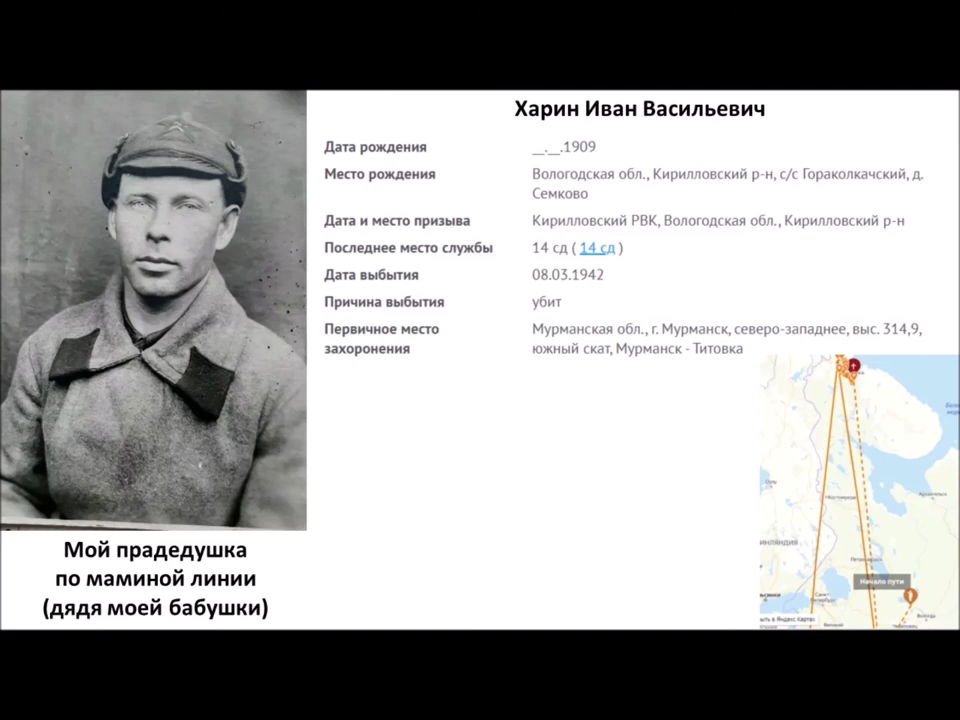 Харин Иван Васильевич
Дата рождения __.__.1909
Место рождения Вологодская обл., Кирилловский р-н, с/с Гораколкачский, д.
Семково
Дата и место призыва Кирилловский РВК, Вологодская обл., Кирилловский р-н
Последнее место службы 14 сд ( 14 сд )
Дата выбытия 08.03.1942
Причина выбытия убит
Первичное место Мурманская обл., г. Мурманск, северо-западнее, выс. 314,9,
захоронения южный скат, Мурманск - Титовка
Мой прадедушка
по маминой линии
(дядя моей бабушки)
Начало пути
Вологда
Череповец